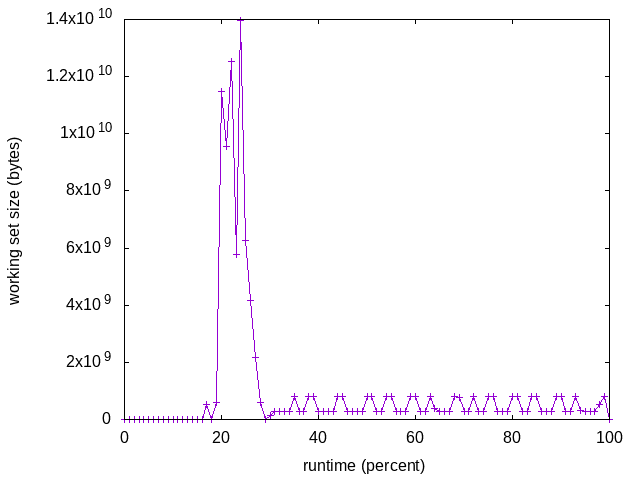 1.4x10^10
1.2x10^10
1x10^10
8x10^9
6x10^9
4x10^9
2x10^9
0
working set size (bytes)
0 20 40 60 80 100
runtime (percent)